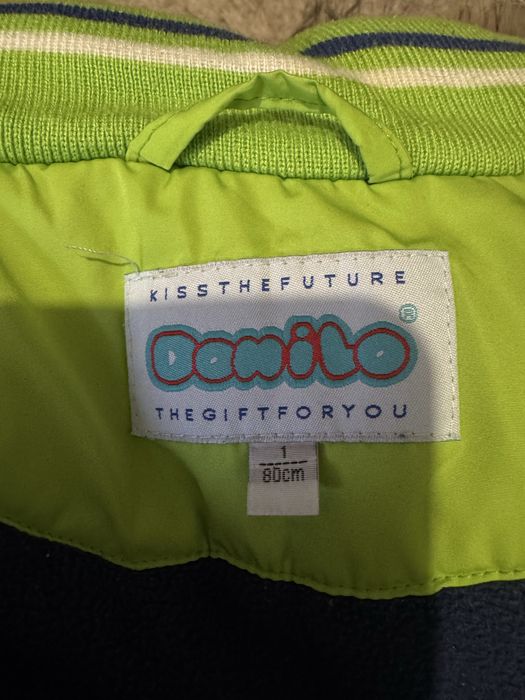 KISSTHEFUTURE
Danilo®
THEGIFTFORYOU
1
80cm